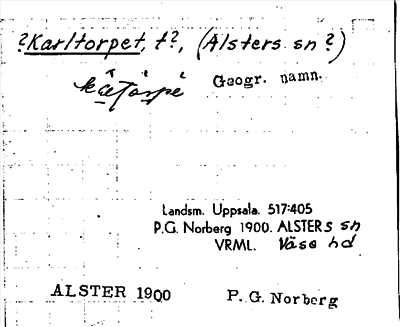 ?Karltorpet, t?, (Alsters sn?)
Geogr. namn.
Landsm. Uppsala. 517:405
P.G. Norberg 1900. ALSTERS sn
VRML. Väse hd
ALSTER 1900 P. G. Norberg